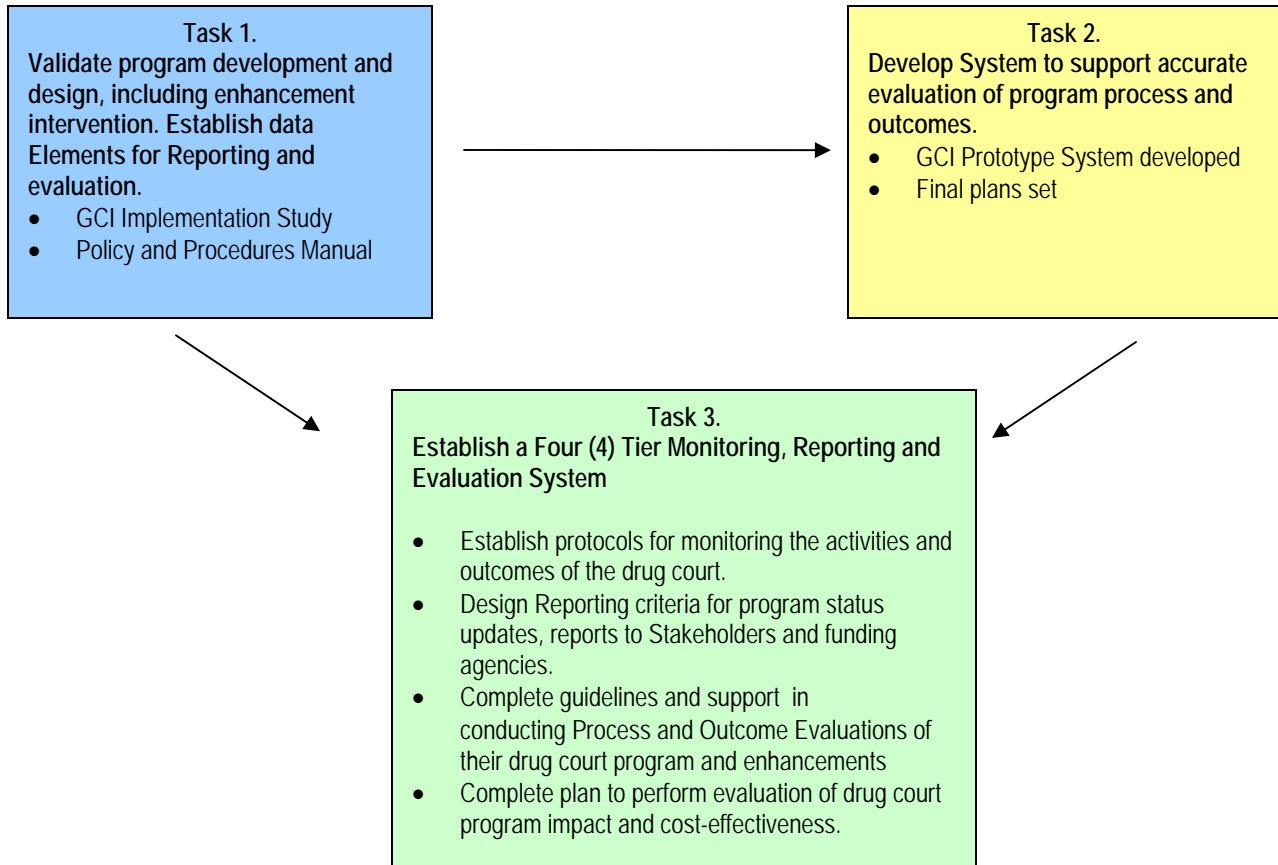 Task 1.
Validate program development and
design, including enhancement
intervention. Establish data
Elements for Reporting and
evaluation.
• GCI Implementation Study
• Policy and Procedures Manual
Task 2.
Develop System to support accurate
evaluation of program process and
outcomes.
• GCI Prototype System developed
• Final plans set
Task 3.
Establish a Four (4) Tier Monitoring, Reporting and
Evaluation System
• Establish protocols for monitoring the activities and
outcomes of the drug court.
• Design Reporting criteria for program status
updates, reports to Stakeholders and funding
agencies.
• Complete guidelines and support in
conducting Process and Outcome Evaluations of
their drug court program and enhancements
• Complete plan to perform evaluation of drug court
program impact and cost-effectiveness.